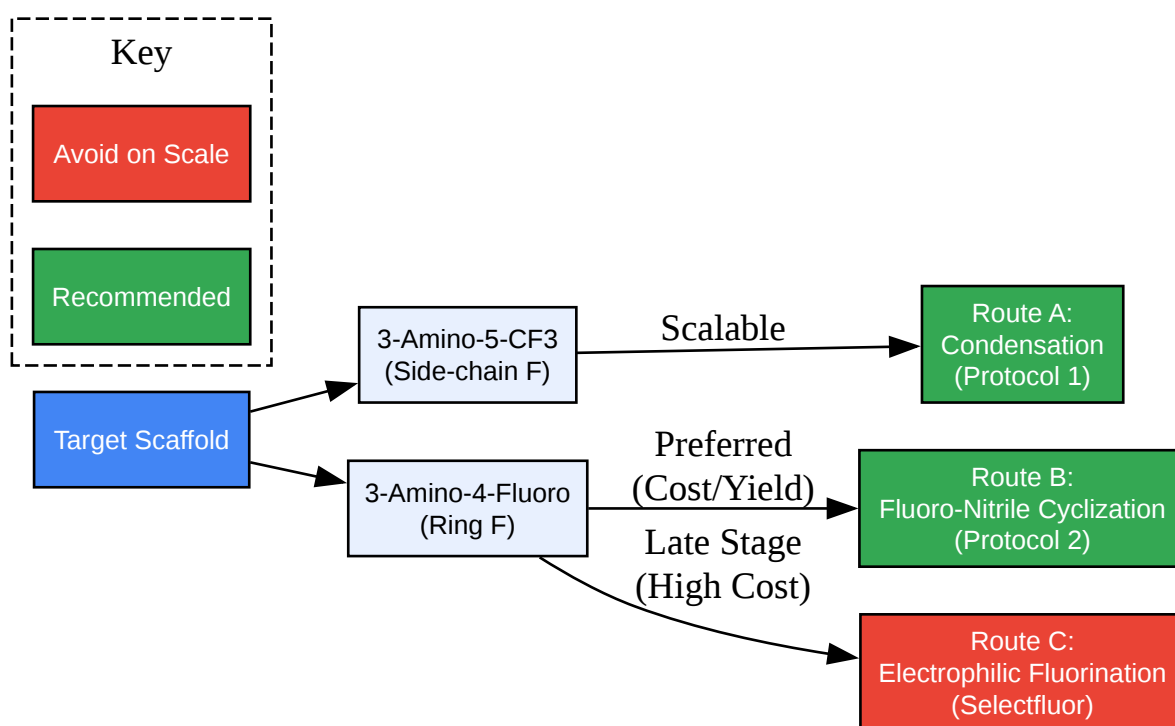 Key
Avoid on Scale
Recommended
Target Scaffold
3-Amino-5-CF3
(Side-chain F)
Scalable
Route A:
Condensation
(Protocol 1)
3-Amino-4-Fluoro
(Ring F)
Preferred
(Cost/Yield)
Route B:
Fluoro-Nitrile Cyclization
(Protocol 2)
Late Stage
(High Cost)
Route C:
Electrophilic Fluorination
(Selectfluor)